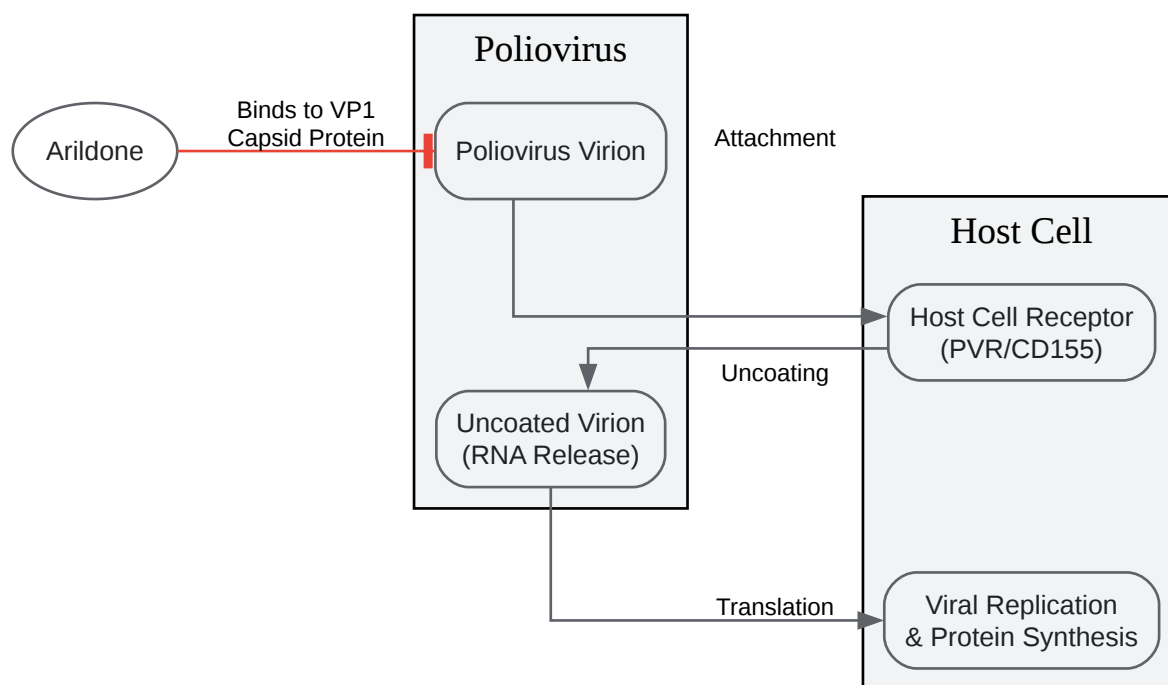 Poliovirus
Binds to VP1
Capsid Protein
Arildone
Poliovirus Virion
Attachment
Host Cell
Host Cell Receptor
(PVR/CD155)
Uncoating
Uncoated Virion
(RNA Release)
Translation
Viral Replication
& Protein Synthesis